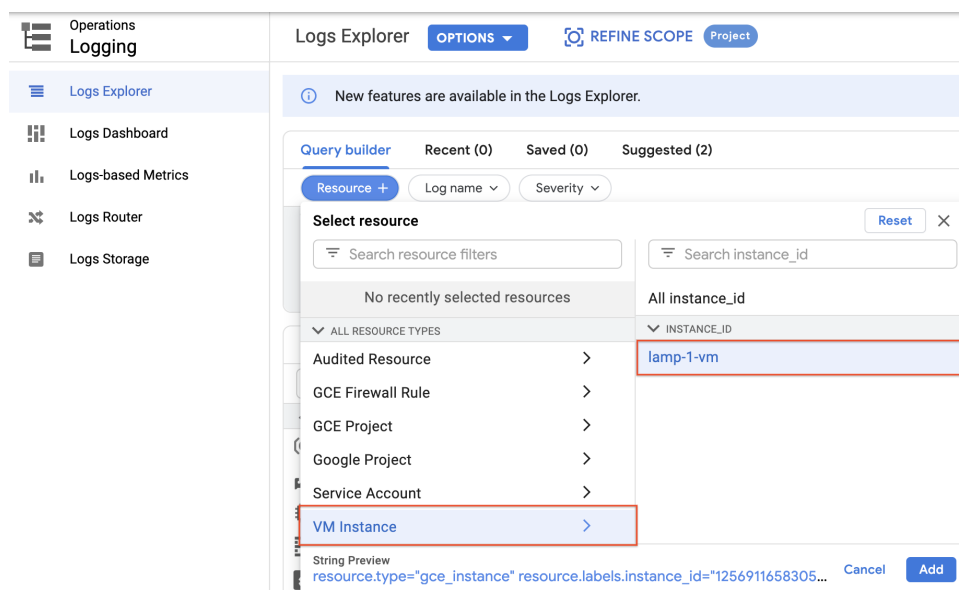 Operations
Logging
Logs Explorer
Logs Dashboard
Logs-based Metrics
Logs Router
Logs Storage
Logs Explorer
OPTIONS
REFINE SCOPE
Project
New features are available in the Logs Explorer.
Query builder
Recent (0)
Saved (0)
Suggested (2)
Resource +
Log name
Severity
Select resource
Reset
Search resource filters
Search instance_id
No recently selected resources
All instance_id
ALL RESOURCE TYPES
INSTANCE_ID
Audited Resource
lamp-1-vm
GCE Firewall Rule
GCE Project
Google Project
Service Account
VM Instance
String Preview
resource.type="gce_instance" resource.labels.instance_id="1256911658305...
Cancel
Add